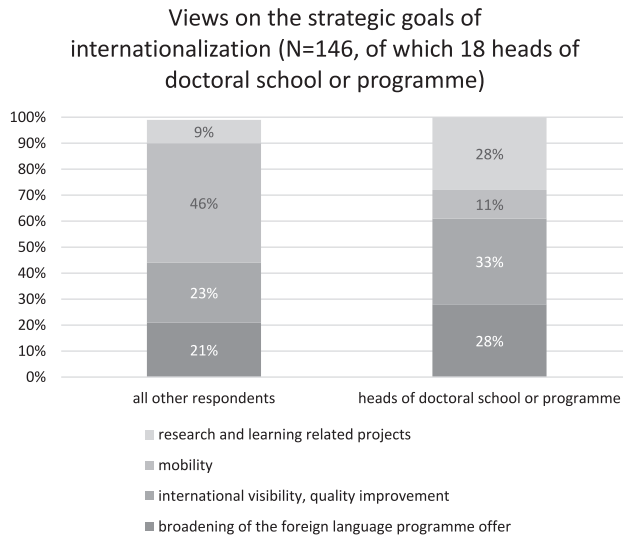 Views on the strategic goals of
internationalization (N=146, of which 18 heads of
doctoral school or programme)
100%
90%
80%
70%
60%
50%
40%
30%
20%
10%
0%
9%
46%
23%
21%
28%
11%
33%
28%
all other respondents
heads of doctoral school or programme
research and learning related projects
mobility
international visibility, quality improvement
broadening of the foreign language programme offer